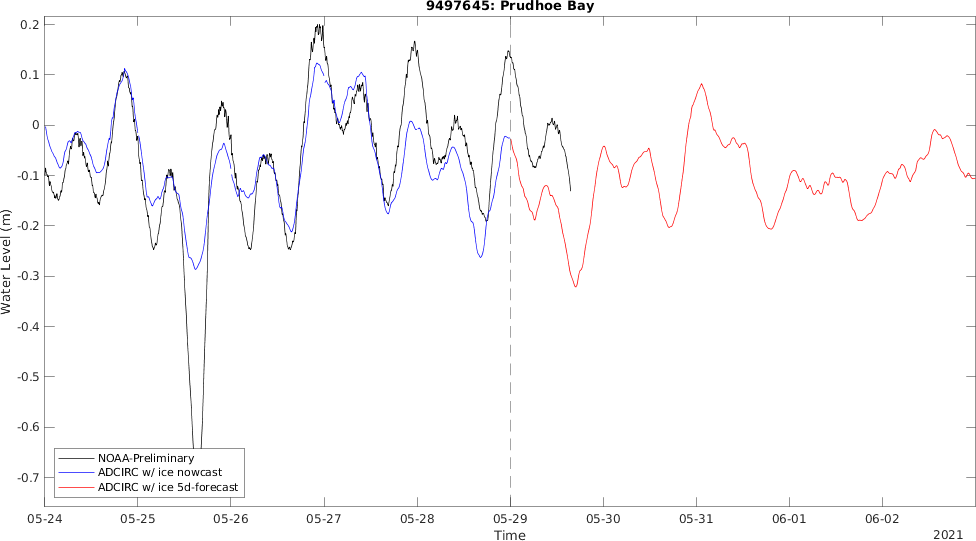 9497645: Prudhoe Bay
0.2
0.1
0
-0.1
-0.2
-0.3
-0.4
-0.5
-0.6
-0.7
Water Level (m)
NOAA-Preliminary
ADCIRC w/ ice nowcast
ADCIRC w/ ice 5d-forecast
05-24 05-25 05-26 05-27 05-28 05-29 05-30 05-31 06-01 06-02
Time
2021